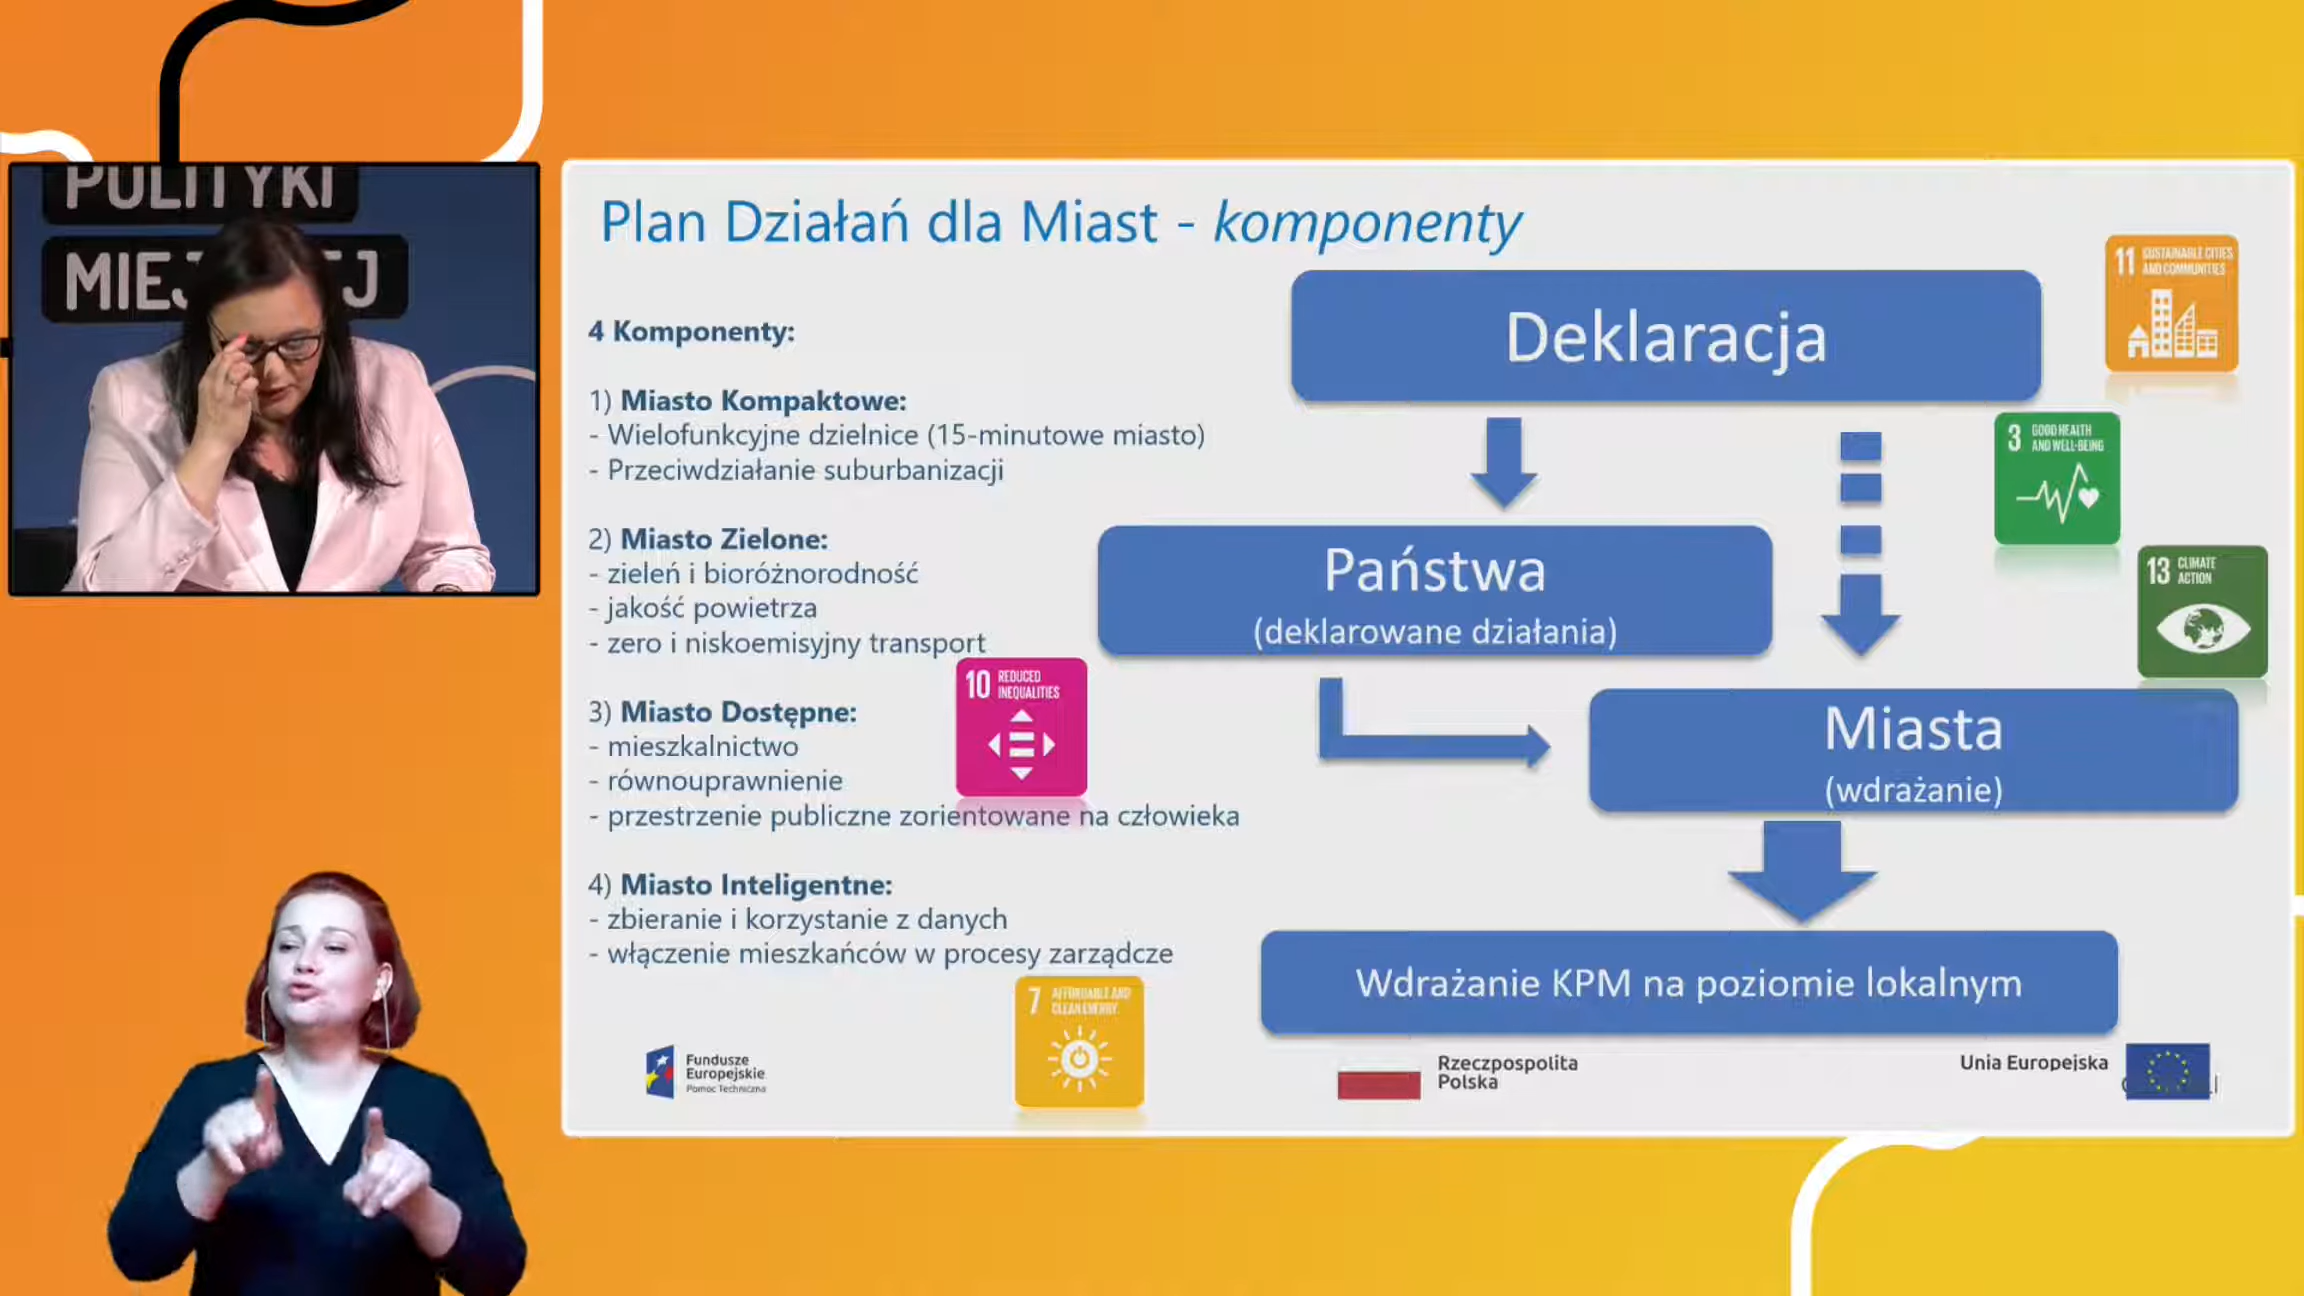 POLITYKI
Plan Działań dla Miast - komponenty
4 Komponenty:
1) Miasto Kompaktowe:
- Wielofunkcyjne dzielnice (15-minutowe miasto)
- Przeciwdziałanie suburbanizacji
2) Miasto Zielone:
- zieleń i bioróżnorodność
- jakość powietrza
- zero i niskoemisyjny transport
3) Miasto Dostępne:
- mieszkalnictwo
- równouprawnienie
- przestrzenie publiczne zorientowane na człowieka
4) Miasto Inteligentne:
- zbieranie i korzystanie z danych
- włączenie mieszkańców w procesy zarządcze
10 REDUCED
INEQUALITIES
7 AFFORDABLE AND
CLEAN ENERGY
Deklaracja
11 SUSTAINABLE CITIES
AND COMMUNITIES
3 GOOD HEALTH
AND WELL-BEING
13 CLIMATE
ACTION
Państwa
(deklarowane działania)
Miasta
(wdrażanie)
Wdrażanie KPM na poziomie lokalnym
Fundusze
Europejskie
Pomoc Techniczna
Rzeczpospolita
Polska
Unia Europejska